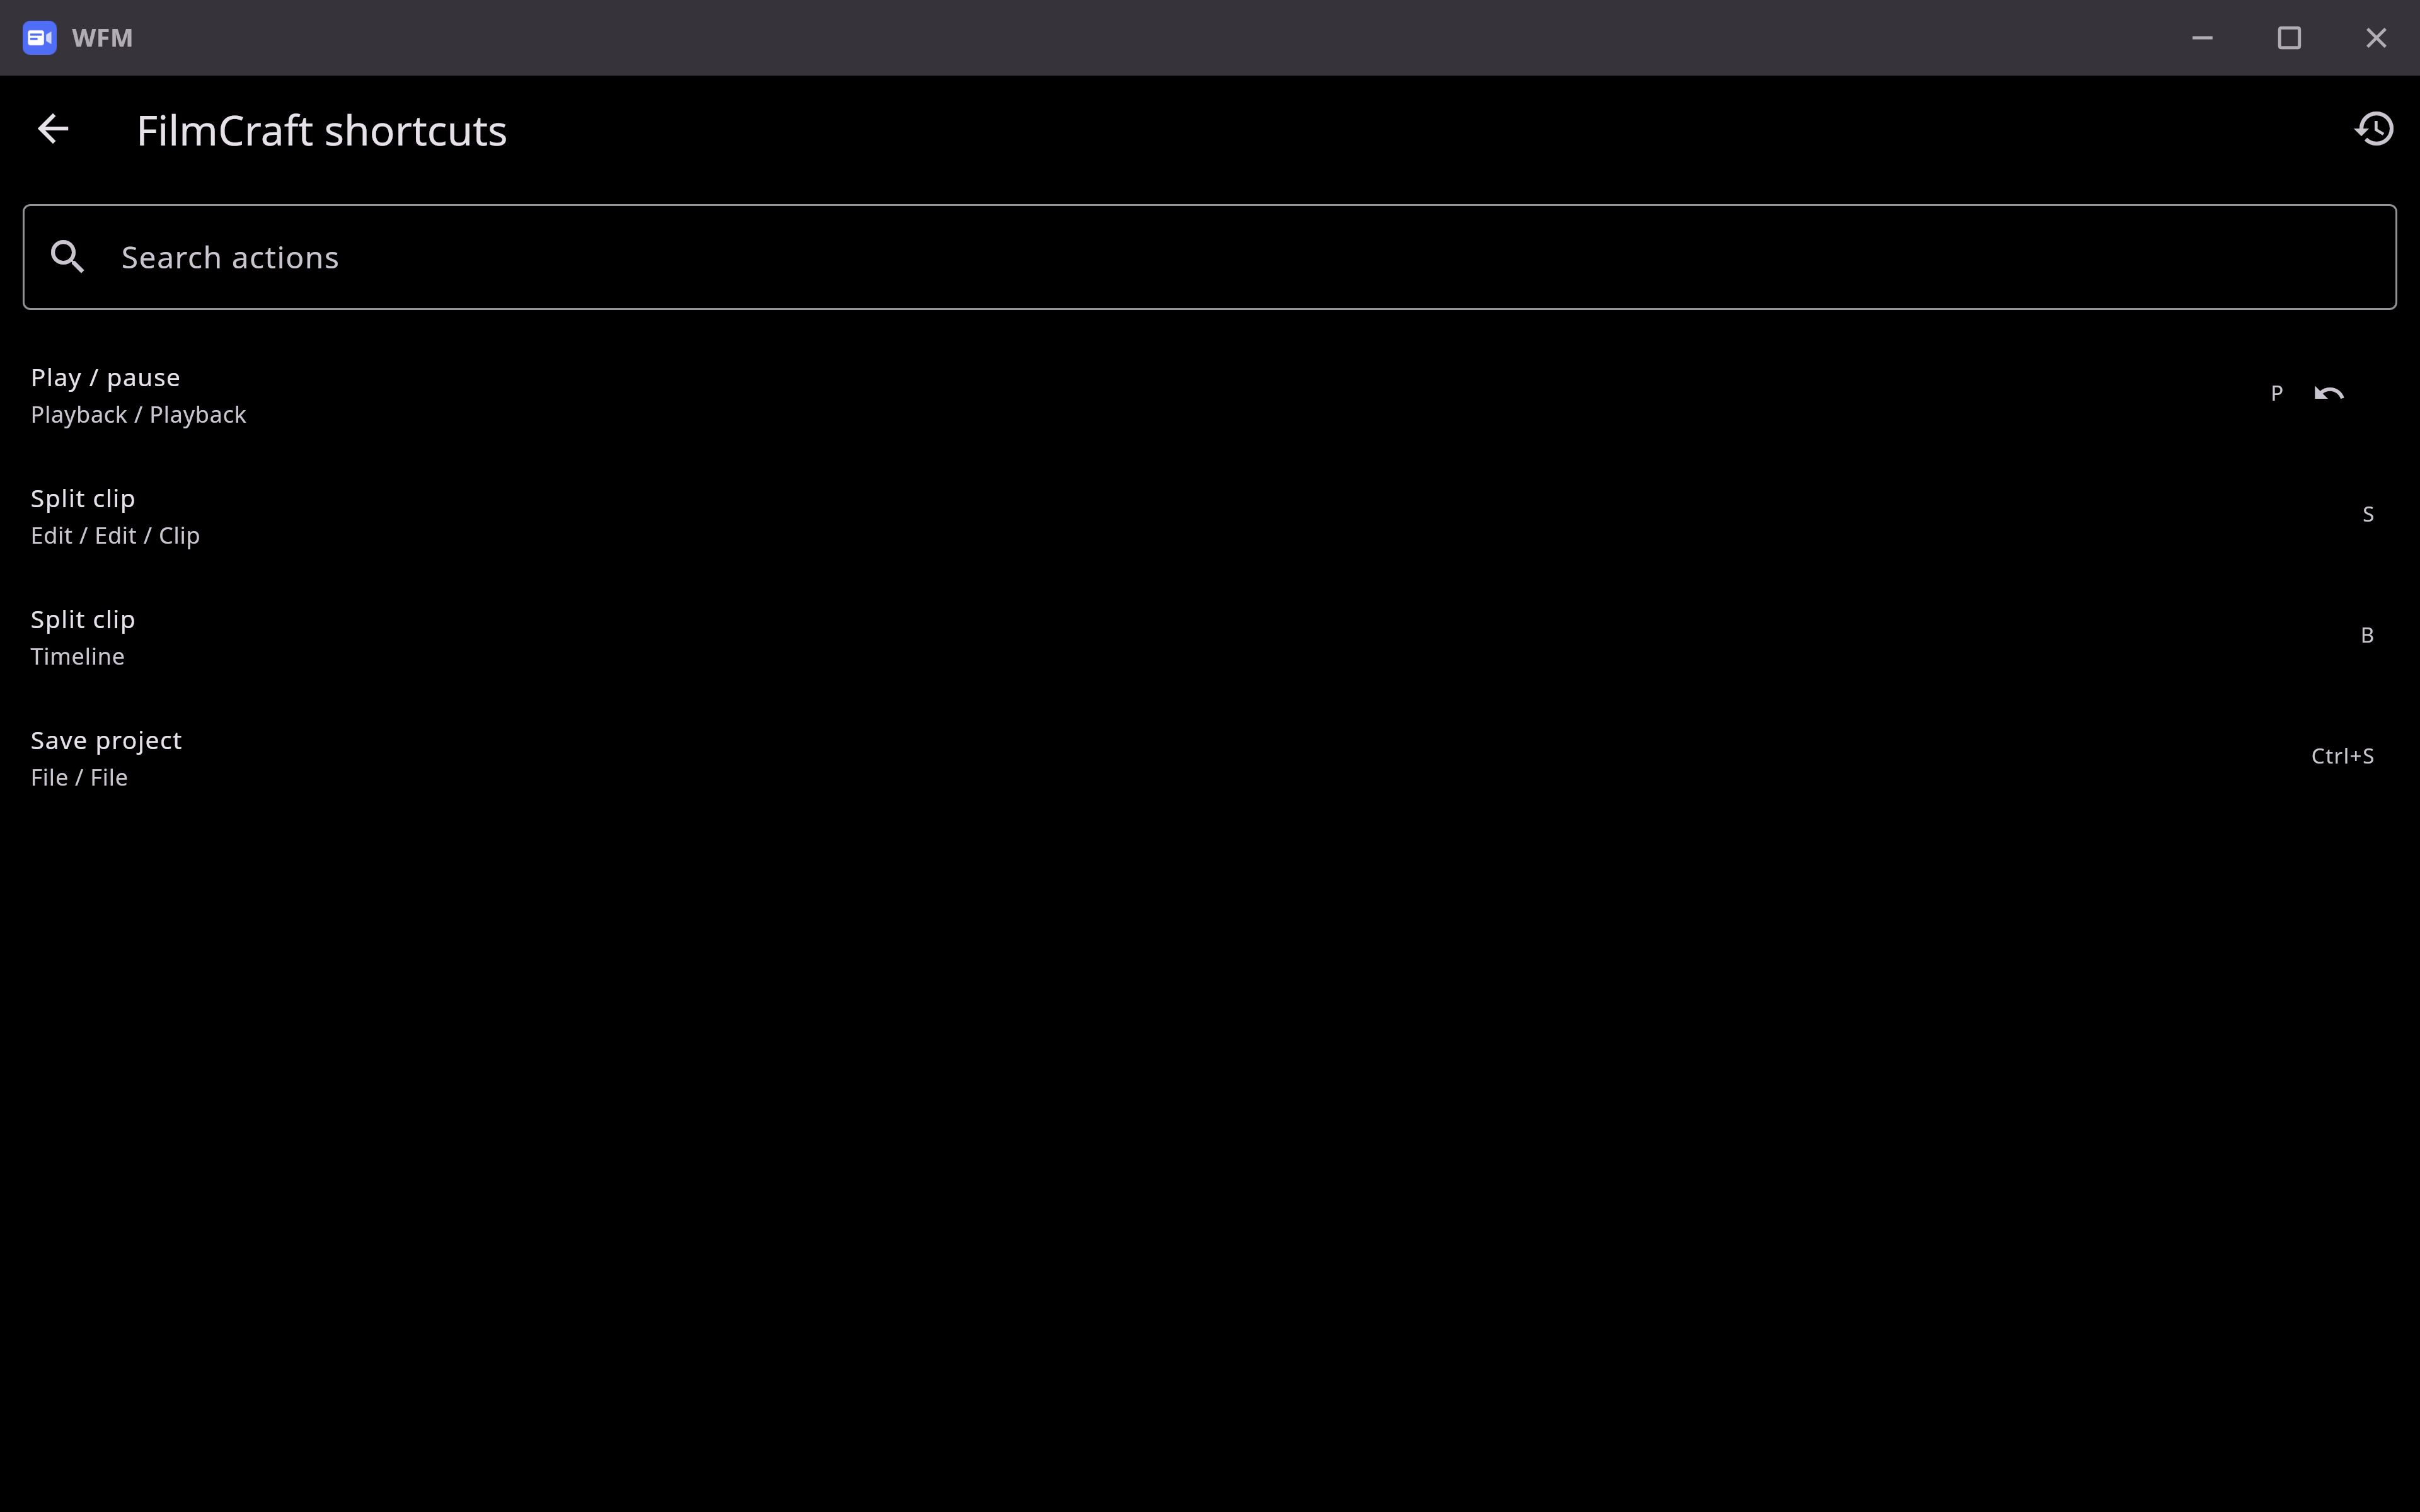 WFM
FilmCraft shortcuts
Search actions
Play / pause
Playback / Playback
P
Split clip
Edit / Edit / Clip
S
Split clip
Timeline
B
Save project
File / File
Ctrl+S